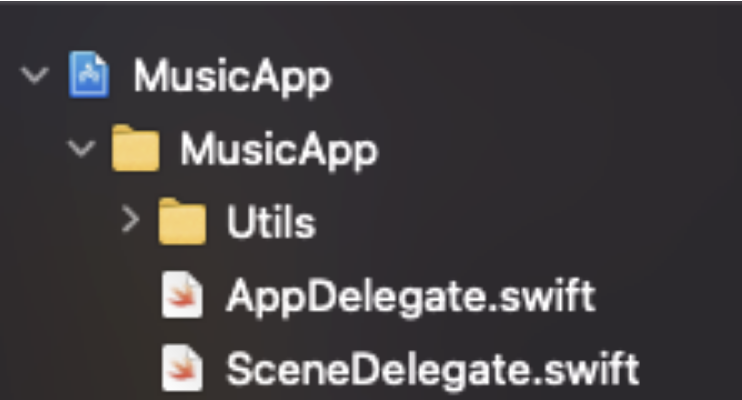 MusicApp
MusicApp
Utils
AppDelegate.swift
SceneDelegate.swift